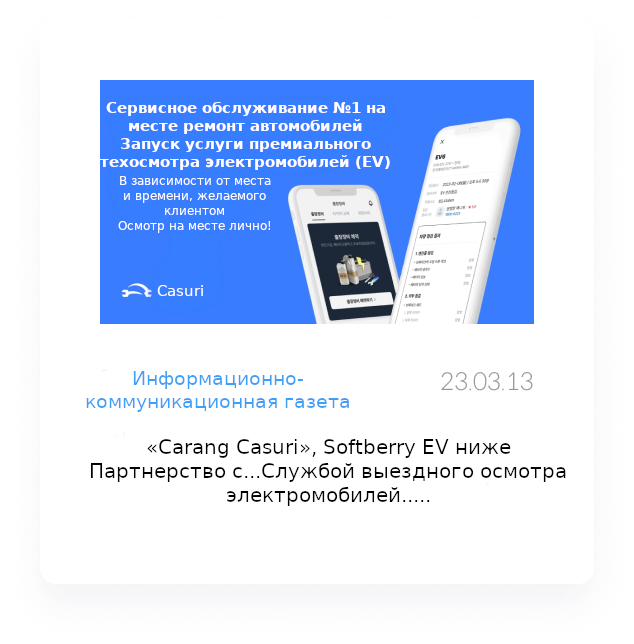 Сервисное обслуживание №1 на
месте ремонт автомобилей
Запуск услуги премиального
техосмотра электромобилей (EV)
В зависимости от места
и времени, желаемого
клиентом
Осмотр на месте лично!
Casuri
EV6
Информационно-
коммуникационная газета
23.03.13
«Carang Casuri», Softberry EV ниже
Партнерство с...Службой выездного осмотра
электромобилей.....